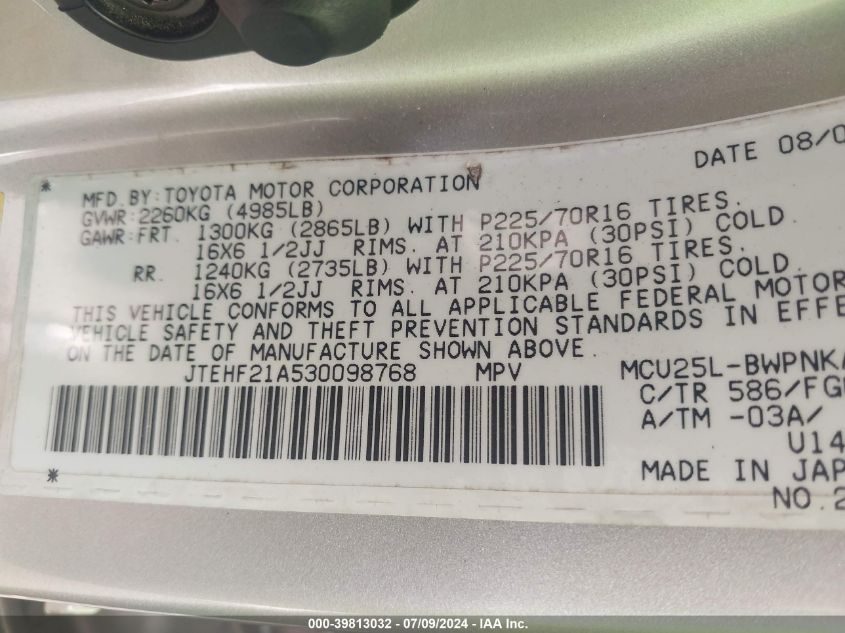 DATE 08/0
MFD. BY: TOYOTA MOTOR CORPORATION
GVWR: 2260KG (4985LB)
GAWR: FRT. 1300KG (2865LB) WITH P225/70R16 TIRES.
16X6 1/2JJ RIMS. AT 210KPA (30PSI) COLD.
RR. 1240KG (2735LB) WITH P225/70R16 TIRES.
16X6 1/2JJ RIMS. AT 210KPA (30PSI) COLD.
THIS VEHICLE CONFORMS TO ALL APPLICABLE FEDERAL MOTOR
VEHICLE SAFETY AND THEFT PREVENTION STANDARDS IN EFFE
ON THE DATE OF MANUFACTURE SHOWN ABOVE.
JTEHF21A530098768 MPV MCU25L-BWPNKA
C/TR 586/FG
A/TM -03A/
U14
MADE IN JAP
NO.2
000-39813032 - 07/09/2024 - IAA Inc.